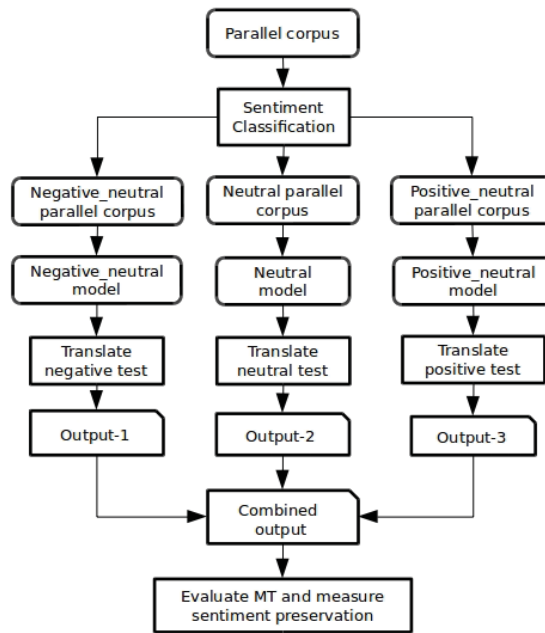 Parallel corpus
Sentiment
Classification
Negative_neutral
parallel corpus
Neutral parallel
corpus
Positive_neutral
parallel corpus
Negative_neutral
model
Neutral
model
Positive_neutral
model
Translate
negative test
Translate
neutral test
Translate
positive test
Output-1
Output-2
Output-3
Combined
output
Evaluate MT and measure
sentiment preservation